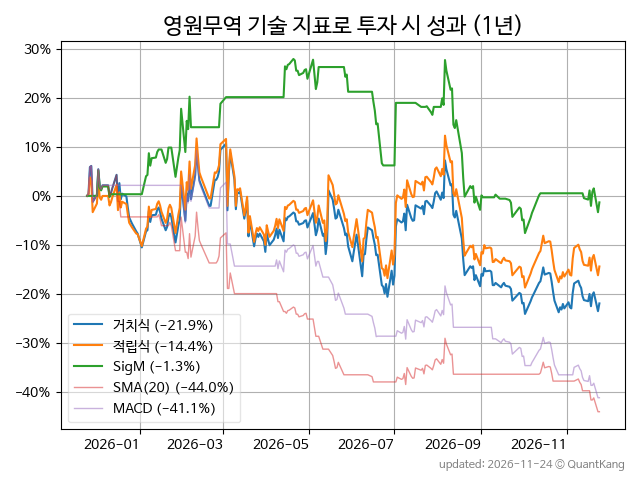 영원무역 기술 지표로 투자 시 성과 (1년)
30%
20%
10%
0%
−10%
−20%
−30%
−40%
거치식 (−21.9%)
적립식 (−14.4%)
SigM (−1.3%)
SMA(20) (−44.0%)
MACD (−41.1%)
2026-01 2026-03 2026-05 2026-07 2026-09 2026-11
updated: 2026-11-24 © QuantKang